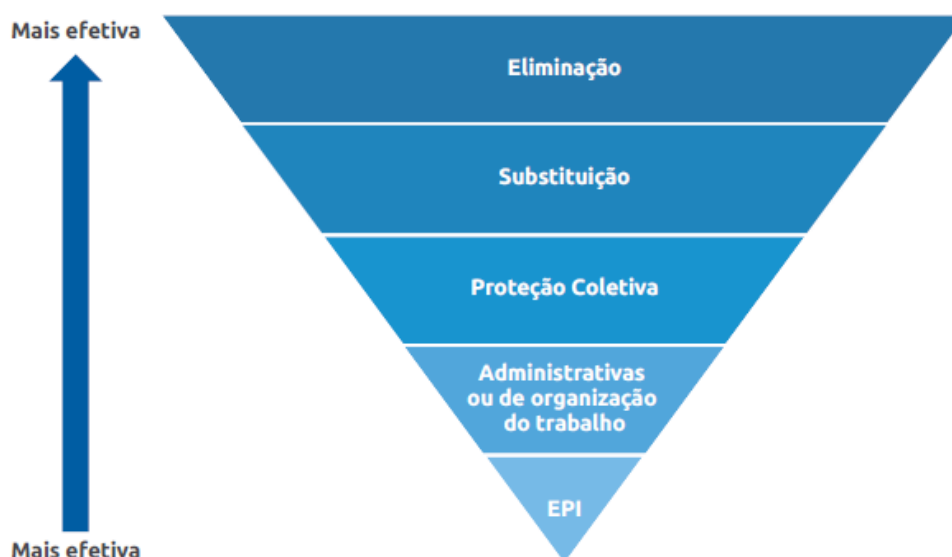 Mais efetiva
Eliminação
Substituição
Proteção Coletiva
Administrativas
ou de organização
do trabalho
EPI
Mais efetiva